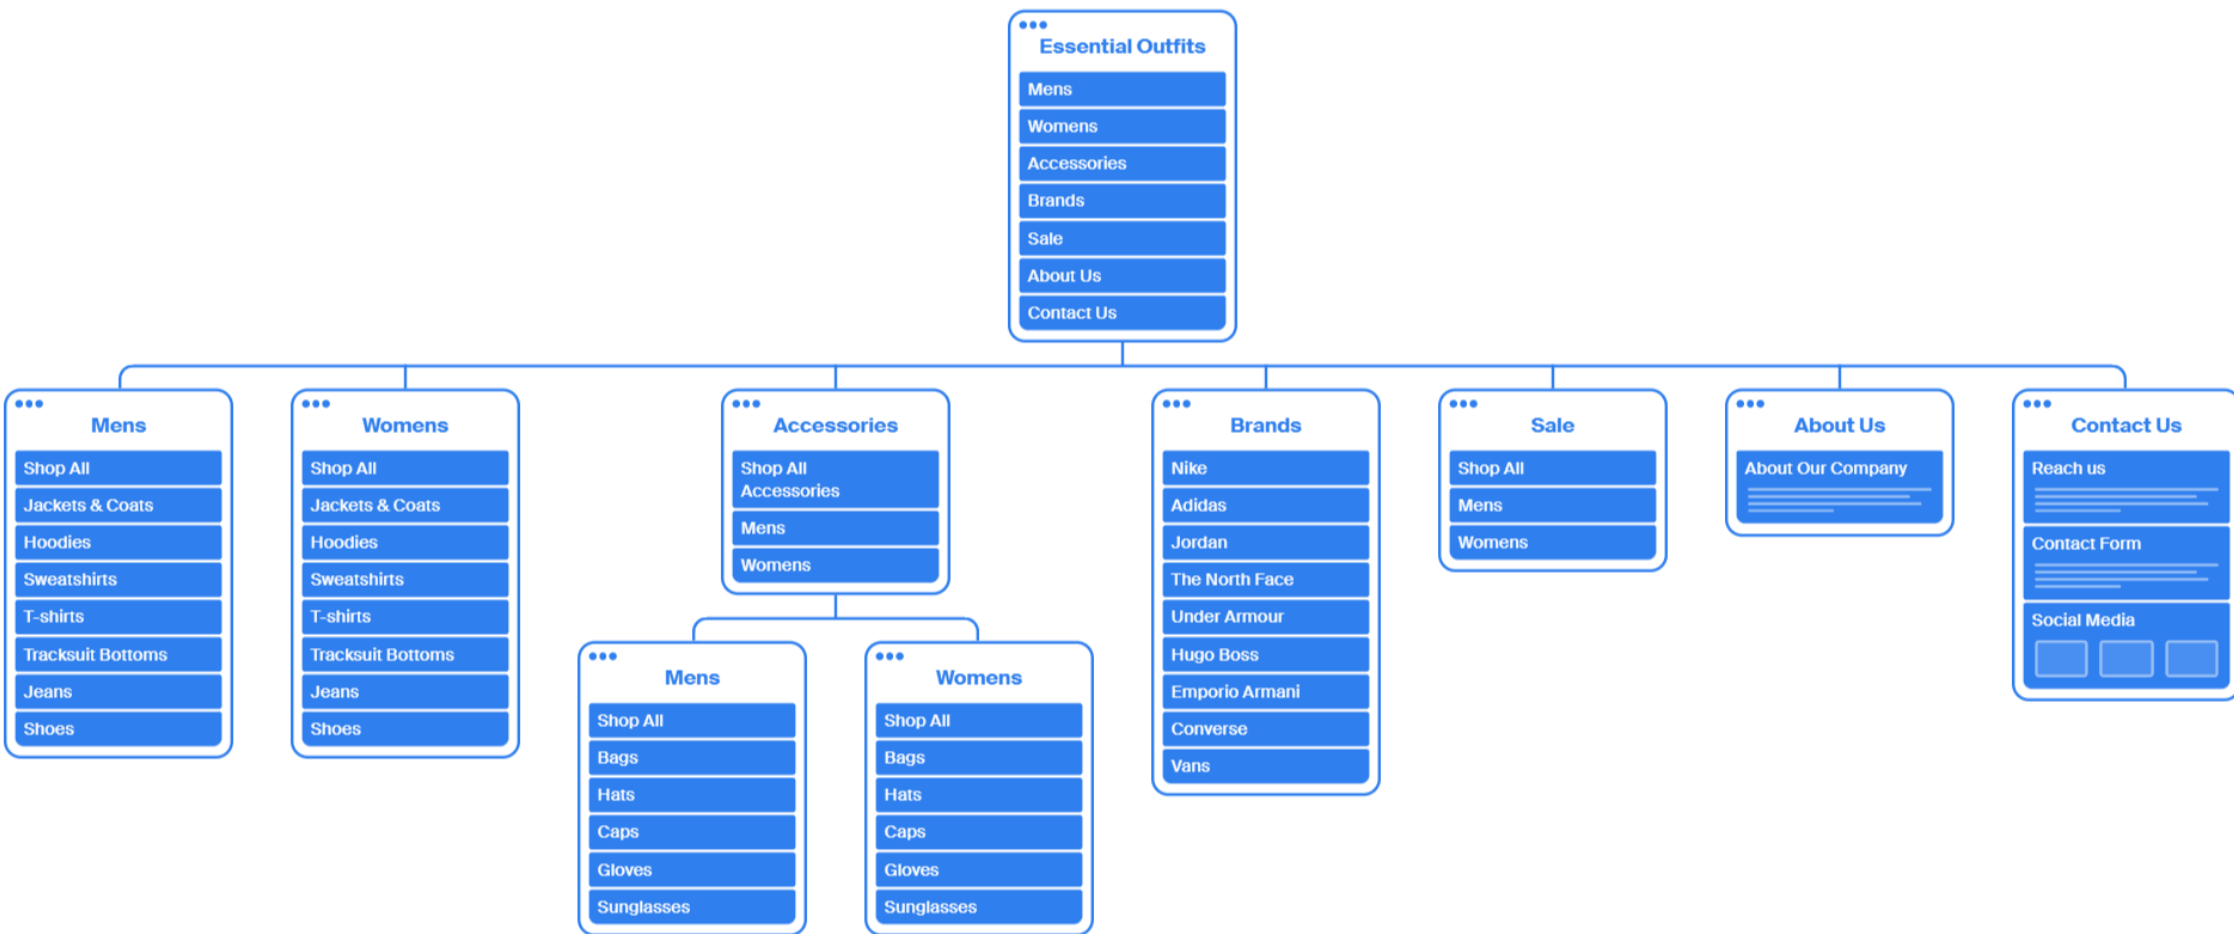 Essential Outfits
Mens
Womens
Accessories
Brands
Sale
About Us
Contact Us
Mens
Shop All
Jackets & Coats
Hoodies
Sweatshirts
T-shirts
Tracksuit Bottoms
Jeans
Shoes
Womens
Shop All
Jackets & Coats
Hoodies
Sweatshirts
T-shirts
Tracksuit Bottoms
Jeans
Shoes
Accessories
Shop All
Accessories
Mens
Womens
Mens
Shop All
Bags
Hats
Caps
Gloves
Sunglasses
Womens
Shop All
Bags
Hats
Caps
Gloves
Sunglasses
Brands
Nike
Adidas
Jordan
The North Face
Under Armour
Hugo Boss
Emporio Armani
Converse
Vans
Sale
Shop All
Mens
Womens
About Us
About Our Company
Contact Us
Reach us
Contact Form
Social Media